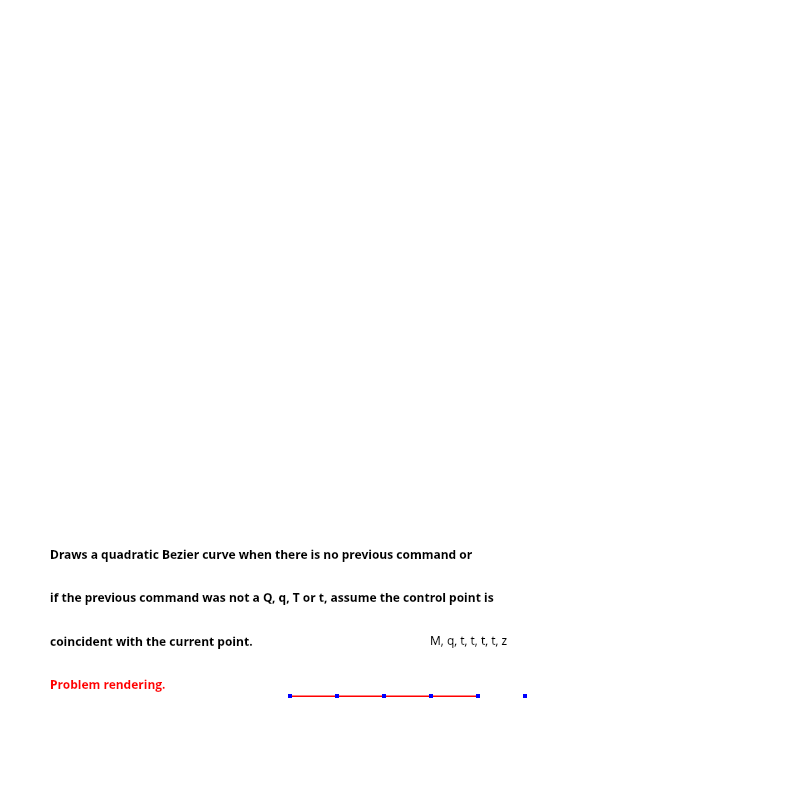 Draws a quadratic Bezier curve when there is no previous command or
if the previous command was not a Q, q, T or t, assume the control point is
coincident with the current point.
M, q, t, t, t, t, z
Problem rendering.